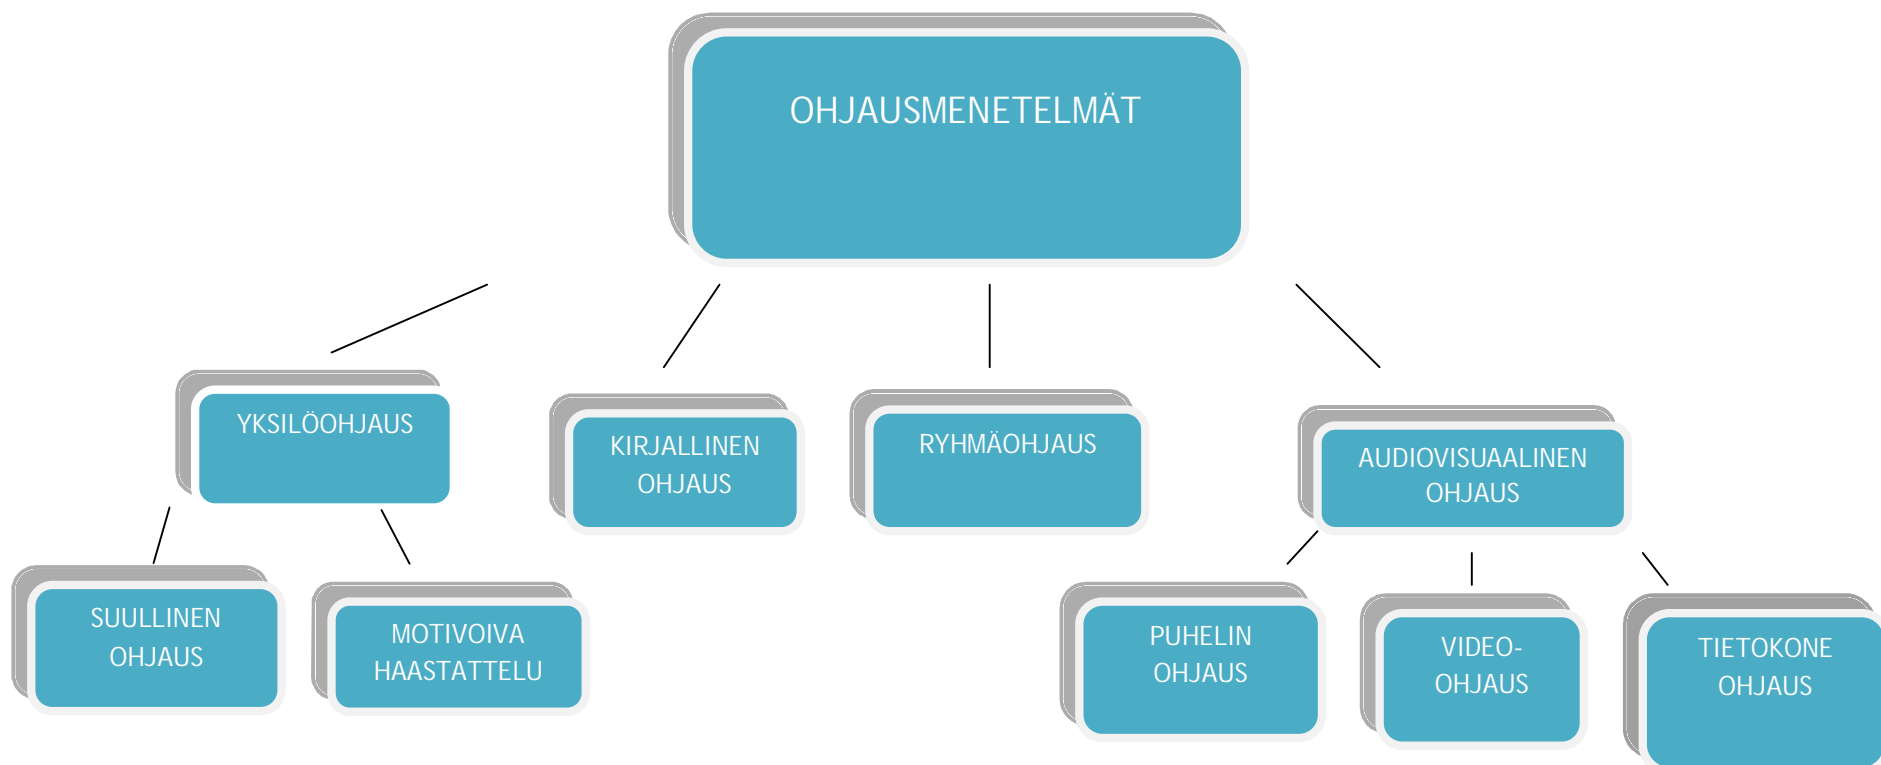 OHJAUSMENETELMÄT
YKSILÖOHJAUS
KIRJALLINEN
OHJAUS
RYHMÄOHJAUS
AUDIOVISUAALINEN
OHJAUS
SUULLINEN
OHJAUS
MOTIVOIVA
HAASTATTELU
PUHELIN
OHJAUS
VIDEO-
OHJAUS
TIETOKONE
OHJAUS